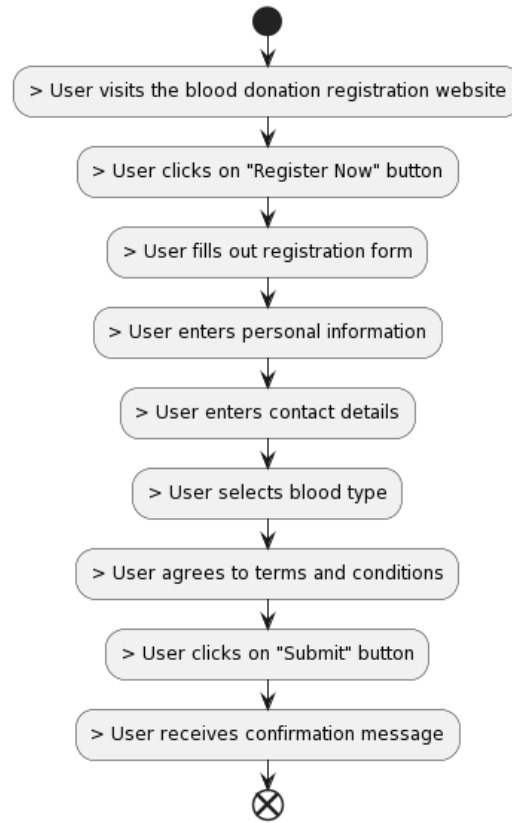 > User visits the blood donation registration website
> User clicks on "Register Now" button
> User fills out registration form
> User enters personal information
> User enters contact details
> User selects blood type
> User agrees to terms and conditions
> User clicks on "Submit" button
> User receives confirmation message